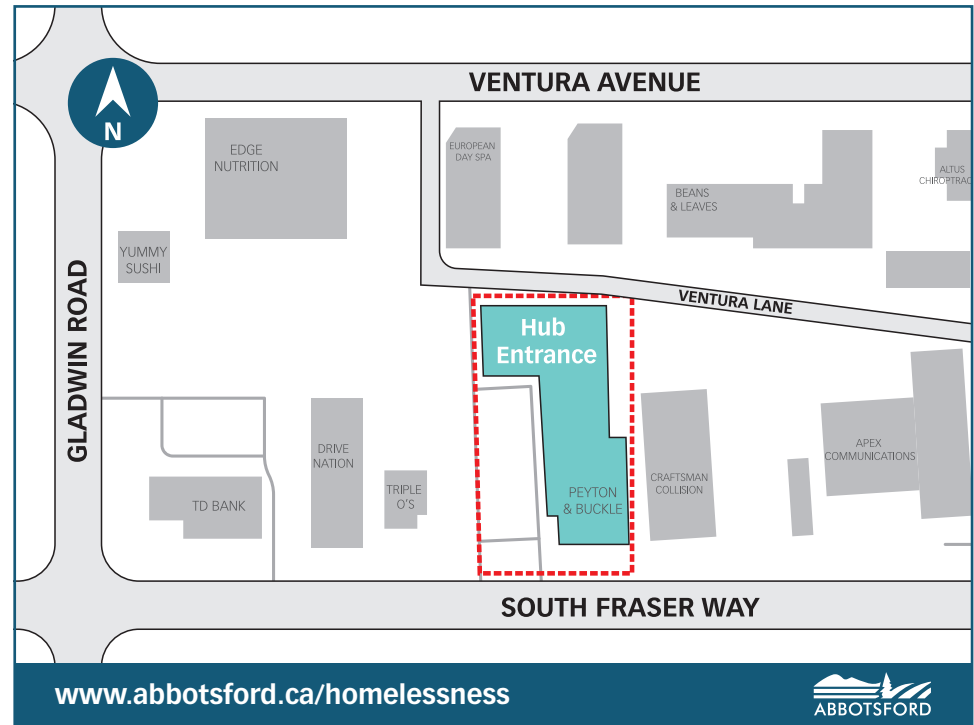 VENTURA AVENUE
N
EDGE
NUTRITION
EUROPEAN
DAY SPA
BEANS
& LEAVES
ALTUS
CHIROPTRAC
YUMMY
SUSHI
GLADWIN ROAD
VENTURA LANE
Hub
Entrance
DRIVE
NATION
TD BANK
TRIPLE
O'S
PEYTON
& BUCKLE
CRAFTSMAN
COLLISION
APEX
COMMUNICATIONS
SOUTH FRASER WAY
www.abbotsford.ca/homelessness
ABBOTSFORD